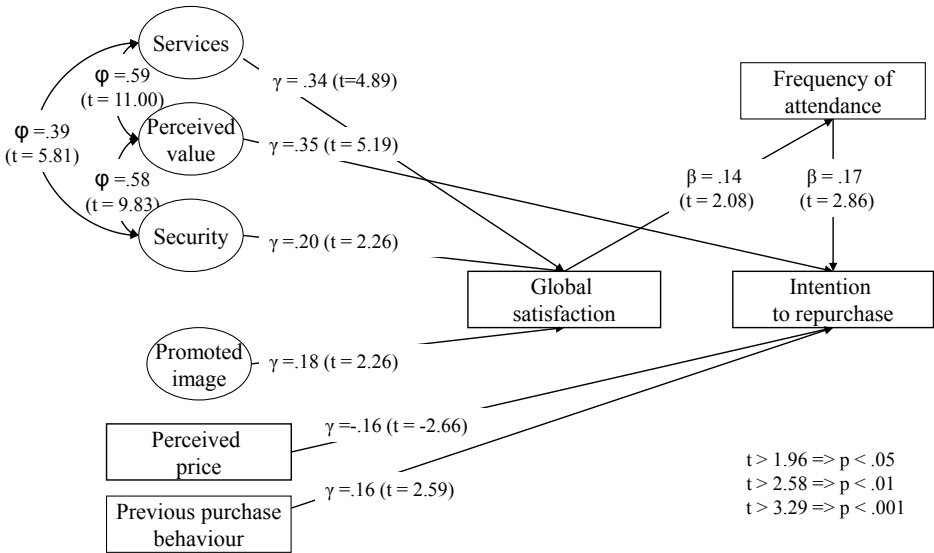 Services
γ = .34 (t=4.89)
φ =.59
(t = 11.00)
Frequency of
attendance
φ =.39
(t = 5.81)
Perceived
value
γ =.35 (t = 5.19)
φ =.58
(t = 9.83)
β = .14
(t = 2.08)
β = .17
(t = 2.86)
Security
γ =.20 (t = 2.26)
Global
satisfaction
Intention
to repurchase
Promoted
image
γ =.18 (t = 2.26)
Perceived
price
γ =-.16 (t = -2.66)
Previous purchase
behaviour
γ =.16 (t = 2.59)
t > 1.96 => p < .05
t > 2.58 => p < .01
t > 3.29 => p < .001